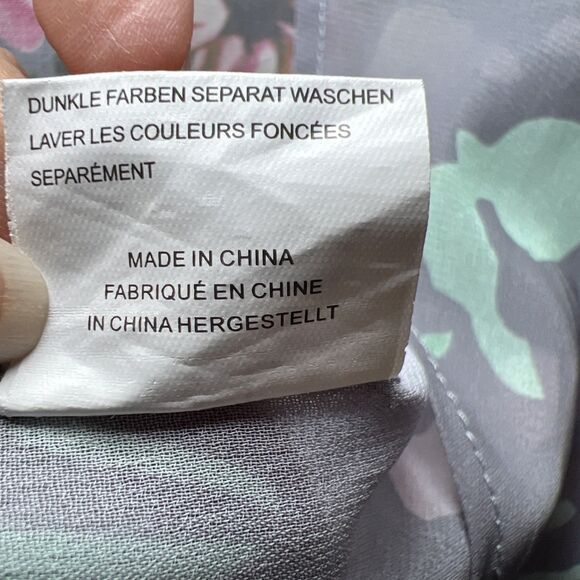 DUNKLE FARBEN SEPARAT WASCHEN
LAVER LES COULEURS FONCÉES
SEPARÉMENT
MADE IN CHINA
FABRIQUÉ EN CHINE
IN CHINA HERGESTELLT